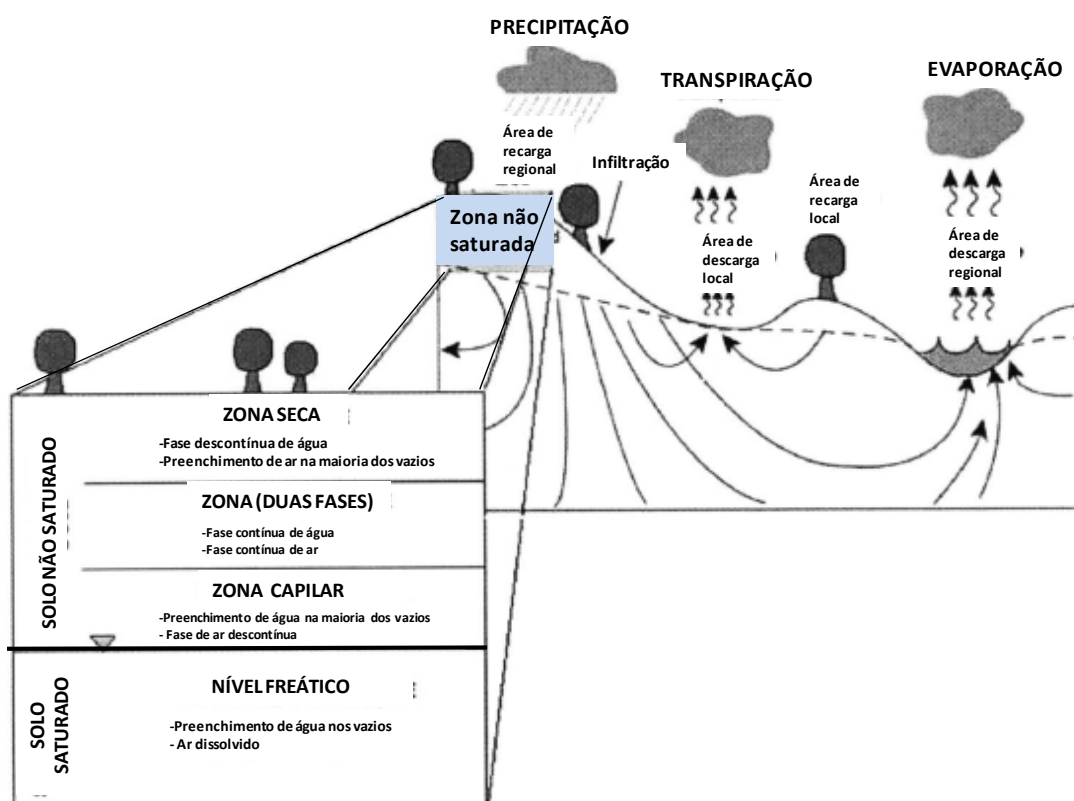 PRECIPITAÇÃO
TRANSPIRAÇÃO
EVAPORAÇÃO
Área de
recarga
regional
Infiltração
Área de
recarga
local
Zona não
saturada
Área de
descarga
local
Área de
descarga
regional
SOLO NÃO SATURADO
ZONA SECA
-Fase descontínua de água
-Preenchimento de ar na maioria dos vazios
ZONA (DUAS FASES)
-Fase contínua de água
-Fase contínua de ar
ZONA CAPILAR
-Preenchimento de água na maioria dos vazios
- Fase de ar descontínua
SOLO
SATURADO
NÍVEL FREÁTICO
-Preenchimento de água nos vazios
- Ar dissolvido